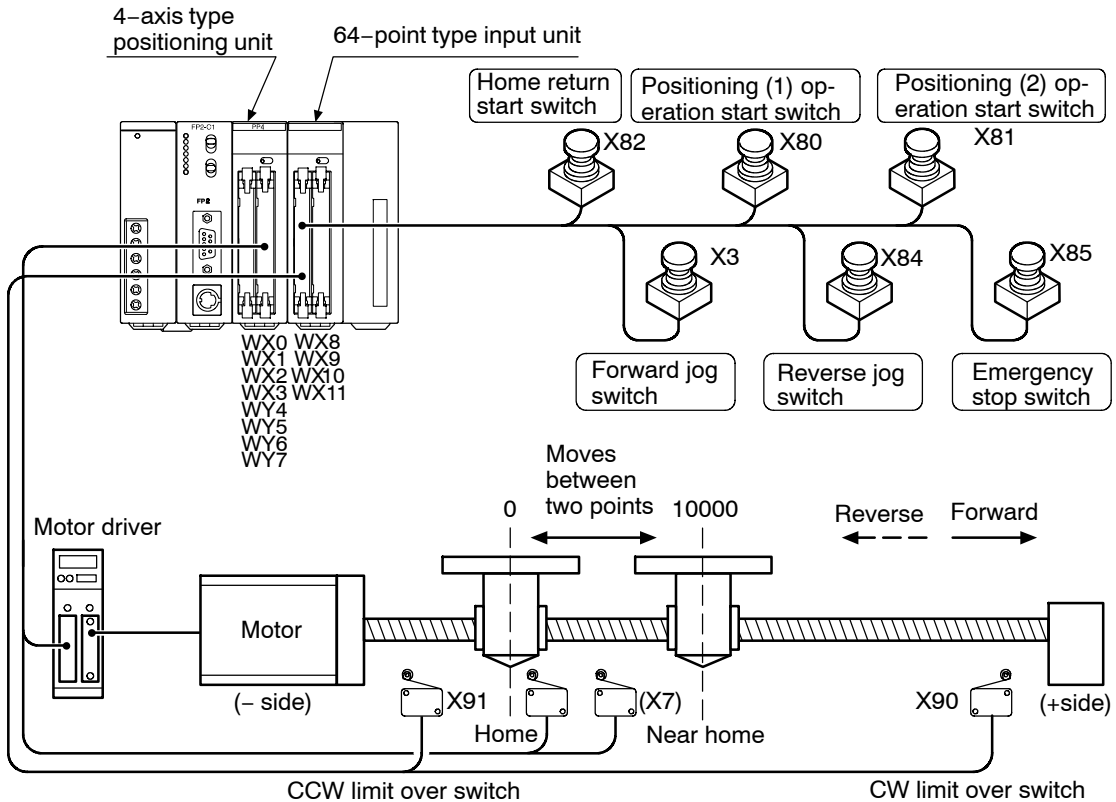 4−axis type
positioning unit
64−point type input unit
Home return
start switch
Positioning (1) op-
eration start switch
Positioning (2) op-
eration start switch
X82
X80
X81
FP2-C1
PP4
FP2
X3
X84
X85
Forward jog
switch
Reverse jog
switch
Emergency
stop switch
WX0 WX8
WX1 WX9
WX2 WX10
WX3 WX11
WY4
WY5
WY6
WY7
Moves
between
two points
0
10000
Reverse
Forward
Motor driver
Motor
(− side)
X91
(X7)
X90
(+side)
Home
Near home
CCW limit over switch
CW limit over switch